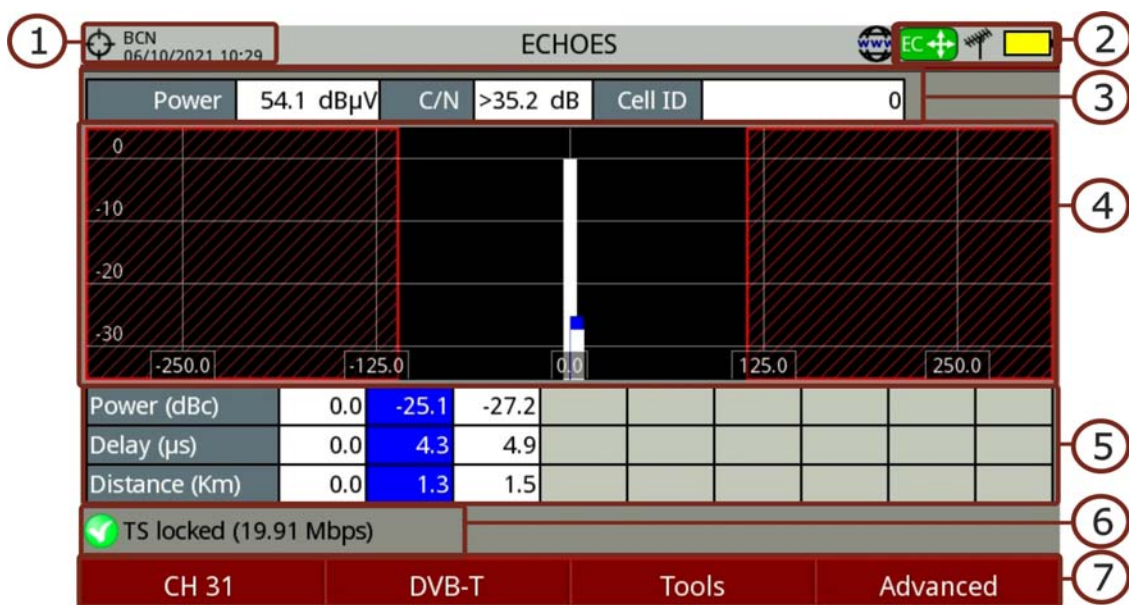 1
BCN
06/10/2021 10:29
ECHOES
www
EC
2
Power 54.1 dBµV C/N >35.2 dB Cell ID 0
3
0
-10
-20
-30
-250.0 -125.0 0.0 125.0 250.0
4
Power (dBc) 0.0 -25.1 -27.2
Delay (µs) 0.0 4.3 4.9
Distance (Km) 0.0 1.3 1.5
5
TS locked (19.91 Mbps)
6
CH 31 DVB-T Tools Advanced
7